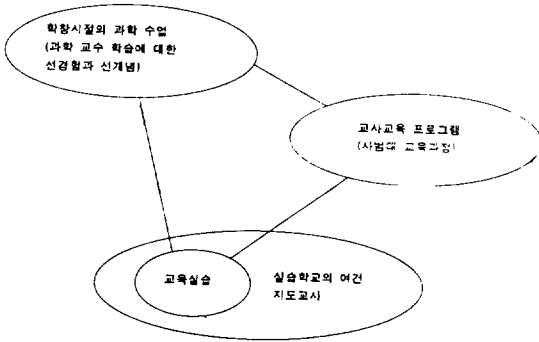 학창시절의 과학 수업
(과학 교수 학습에 대한
선경험과 선개념)
교사교육 프로그램
(사범대 교육과정)
교육실습
실습학교의 여건
지도교사